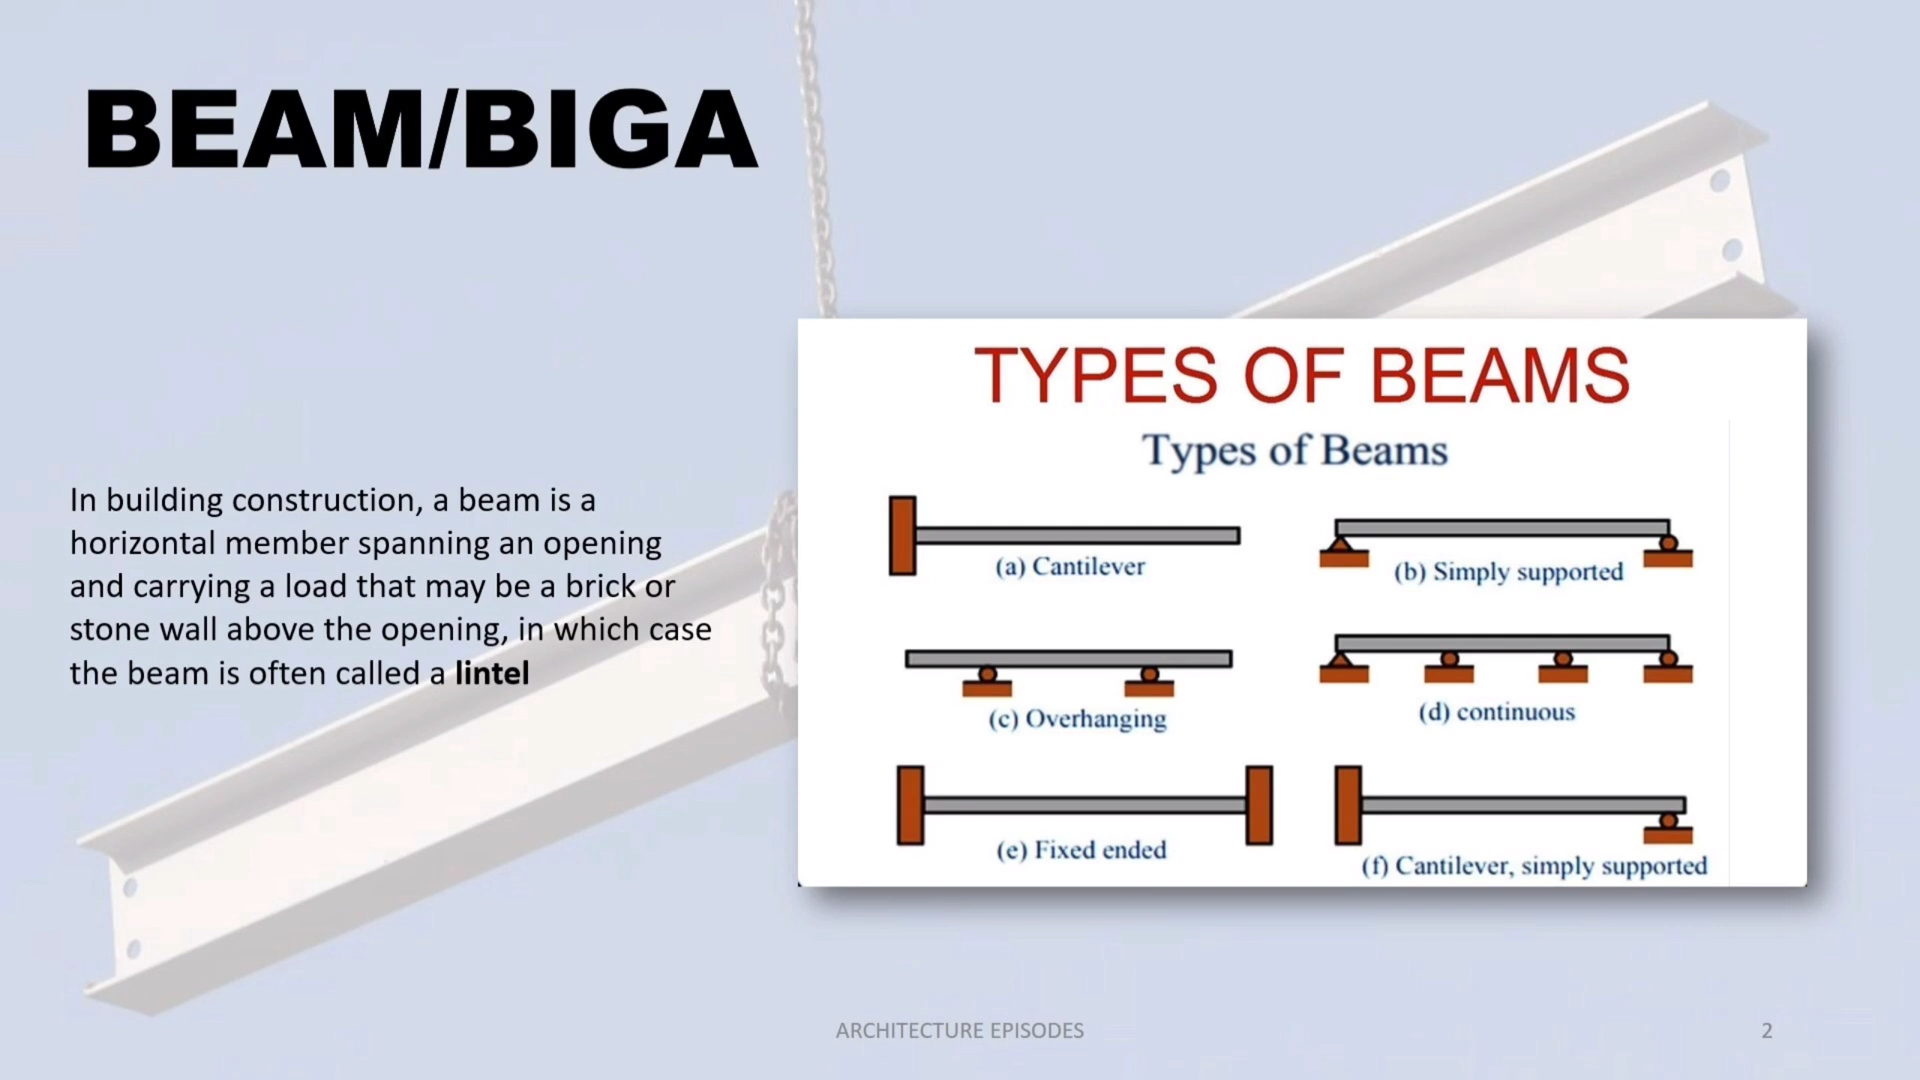 BEAM/BIGA
In building construction, a beam is a
horizontal member spanning an opening
and carrying a load that may be a brick or
stone wall above the opening, in which case
the beam is often called a lintel
TYPES OF BEAMS
Types of Beams
(a) Cantilever
(b) Simply supported
(c) Overhanging
(d) continuous
(e) Fixed ended
(f) Cantilever, simply supported
ARCHITECTURE EPISODES
2